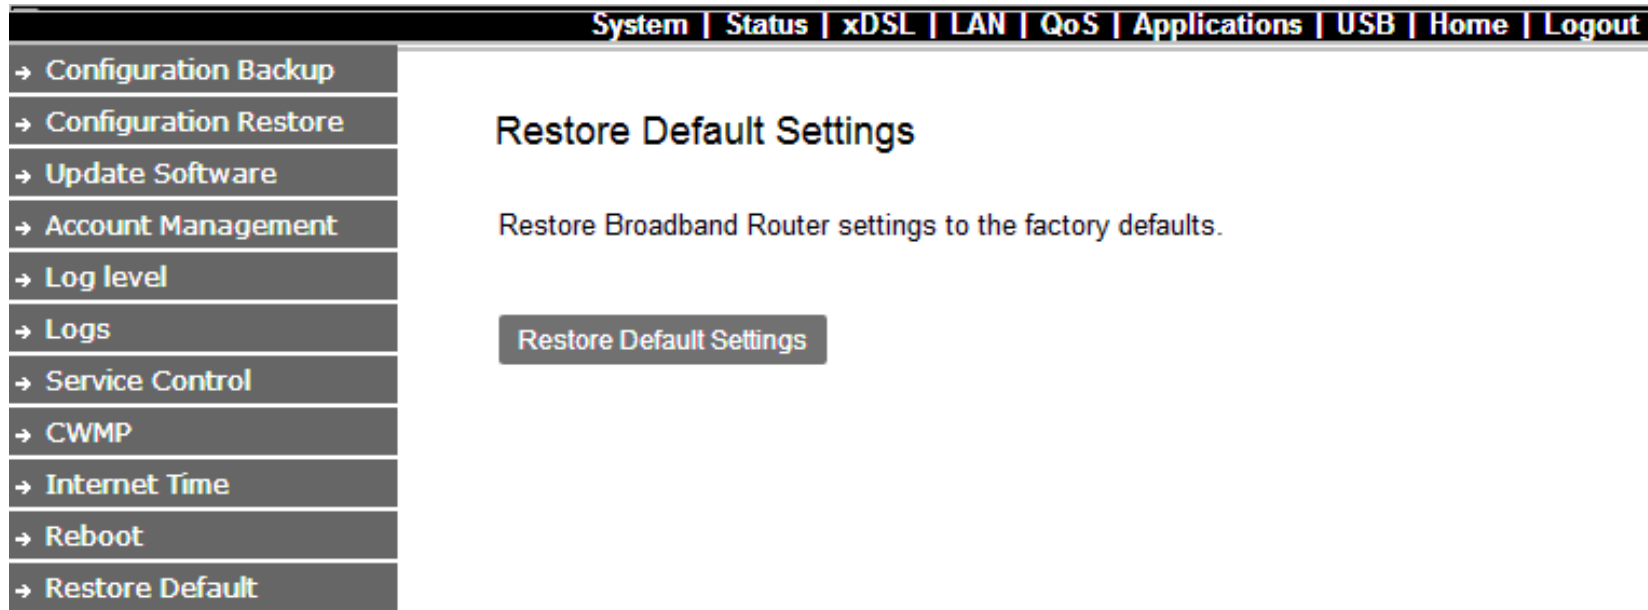 System | Status | xDSL | LAN | QoS | Applications | USB | Home | Logout
Configuration Backup
Configuration Restore
Update Software
Account Management
Log level
Logs
Service Control
CWMP
Internet Time
Reboot
Restore Default
Restore Default Settings
Restore Broadband Router settings to the factory defaults.
Restore Default Settings